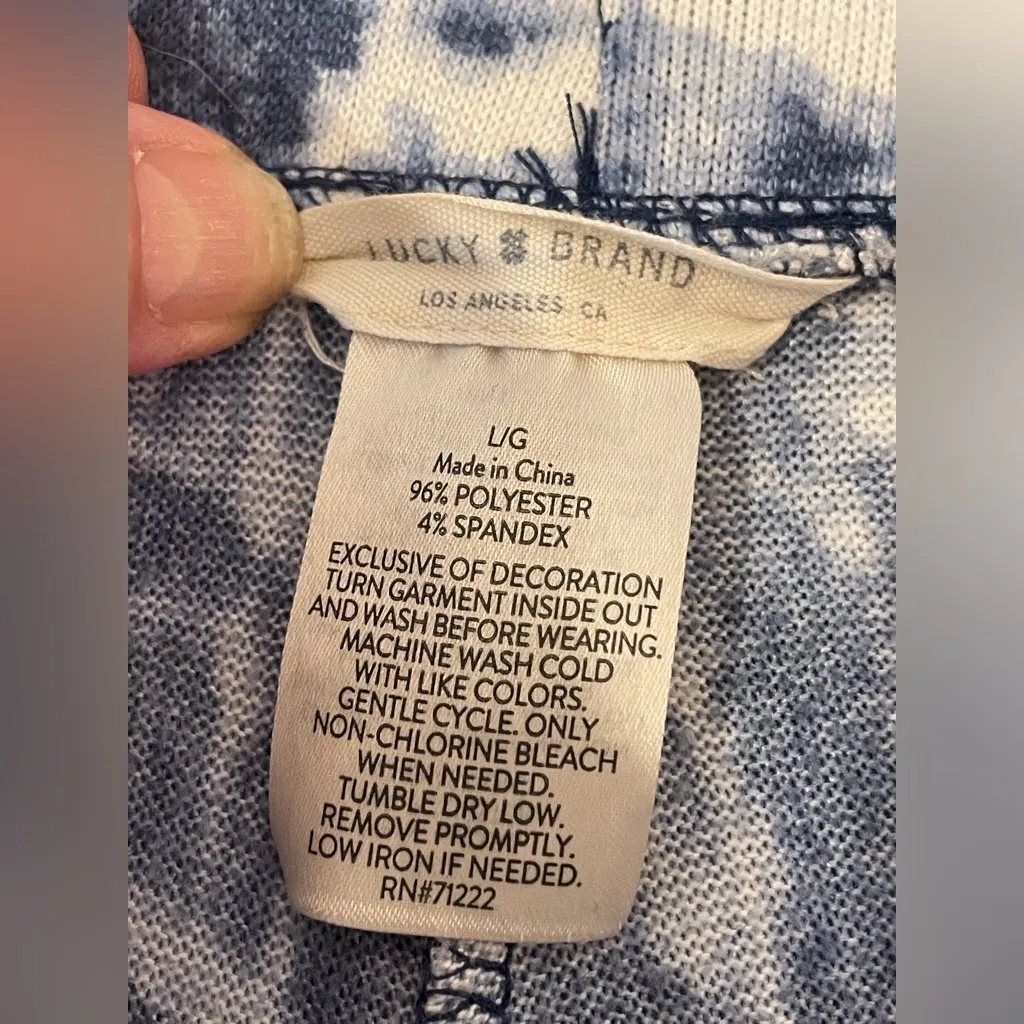 LUCKY BRAND
LOS ANGELES CA
L/G
Made in China
96% POLYESTER
4% SPANDEX
EXCLUSIVE OF DECORATION
TURN GARMENT INSIDE OUT
AND WASH BEFORE WEARING.
MACHINE WASH COLD
WITH LIKE COLORS.
GENTLE CYCLE. ONLY
NON-CHLORINE BLEACH
WHEN NEEDED.
TUMBLE DRY LOW.
REMOVE PROMPTLY.
LOW IRON IF NEEDED.
RN#71222